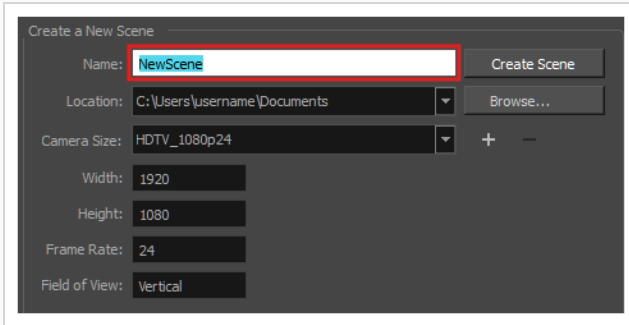 Create a New Scene
Name: NewScene Create Scene
Location: C:\Users\username\Documents Browse...
Camera Size: HDTV_1080p24 + −
Width: 1920
Height: 1080
Frame Rate: 24
Field of View: Vertical